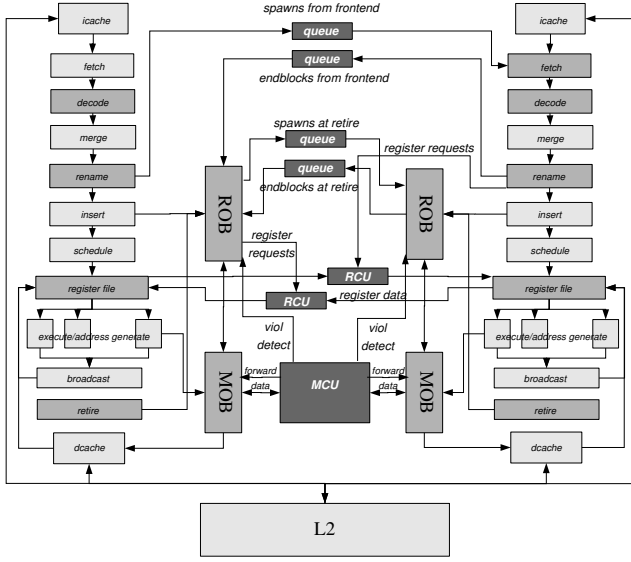 spawns from frontend
icache
queue
icache
fetch
queue
fetch
endblocks from frontend
decode
decode
merge
spawns at retire
merge
queue
register requests
rename
queue
rename
endblocks at retire
ROB
ROB
insert
insert
register
requests
schedule
schedule
RCU
register file
register data
register file
RCU
execute/address generate
viol
detect
viol
detect
execute/address generate
broadcast
MOB
forward
data
MCU
forward
data
MOB
broadcast
retire
retire
dcache
dcache
L2